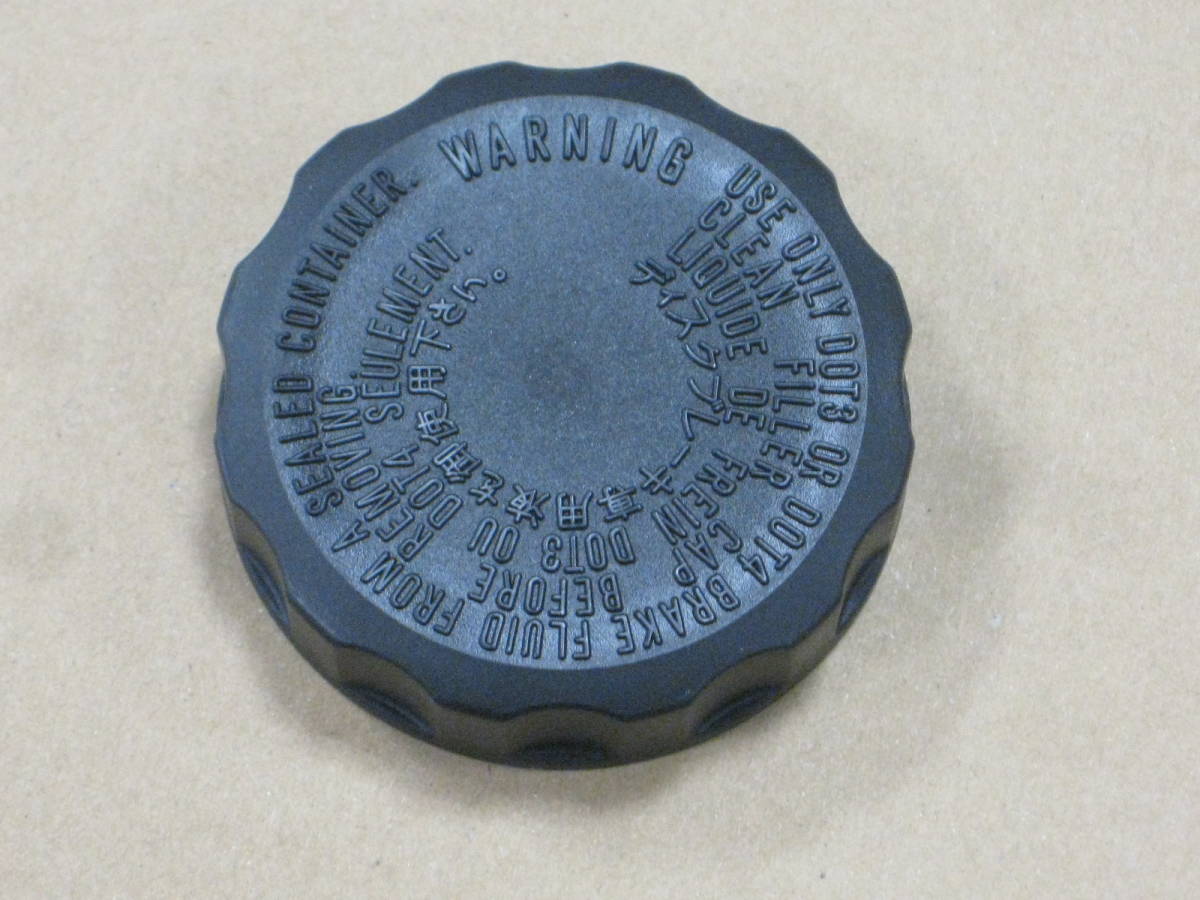 WARNING
USE ONLY DOT3 OR DOT4 BRAKE FLUID FROM A SEALED CONTAINER.
CLEAN FILLER CAP BEFORE REMOVING.
LIQUIDE DE FREIN DOT3 OU DOT4 SEULEMENT.
ディスクブレーキ専用液を御使用下さい。